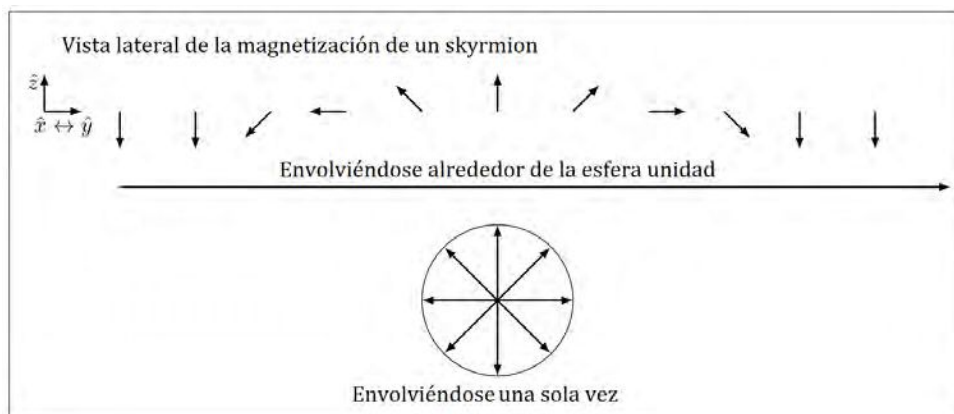 Vista lateral de la magnetización de un skyrmion
ẑ
x̂ ↔ ŷ
Envolviéndose alrededor de la esfera unidad
Envolviéndose una sola vez